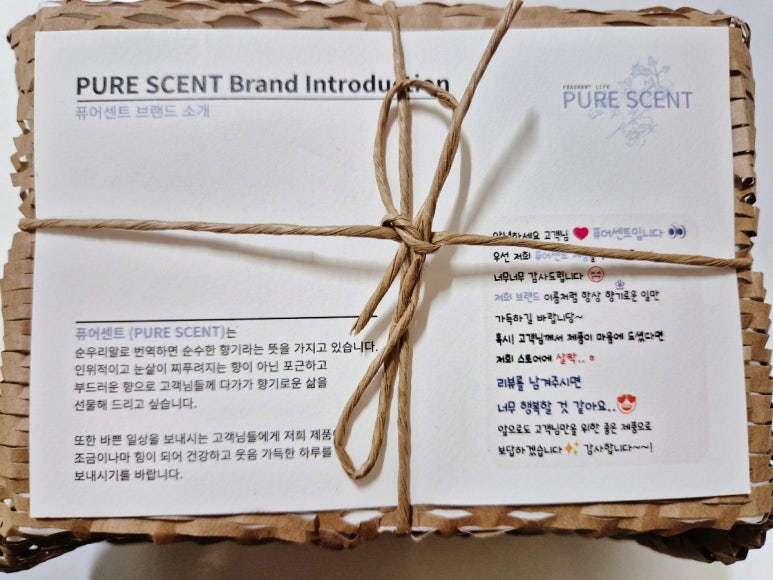 PURE SCENT Brand Introduction
퓨어센트 브랜드 소개
FRAGRANT LIFE
PURE SCENT
퓨어센트 (PURE SCENT)는
순우리말로 번역하면 순수한 향기라는 뜻을 가지고 있습니다.
인위적이고 눈살이 찌푸려지는 향이 아닌 포근하고
부드러운 향으로 고객님들께 다가가 향기로운 삶을
선물해 드리고 싶습니다.
또한 바쁜 일상을 보내시는 고객님들에게 저희 제품
조금이나마 힘이 되어 건강하고 웃음 가득한 하루를
보내시기를 바랍니다.
안녕하세요 고객님 ❤ 퓨어센트입니다 👀
우선 저희 퓨어센트
너무너무 감사드립니다
저희 브랜드 이름처럼 항상 향기로운 일만
가득하길 바랍니당~
혹시! 고객님께서 제품이 마음에 드셨다면
저희 스토어에 살짝..
리뷰를 남겨주시면
너무 행복할 것 같아요..😍
앞으로도 고객님만을 위한 좋은 제품으로
보답하겠습니다✨ 감사합니다~~!